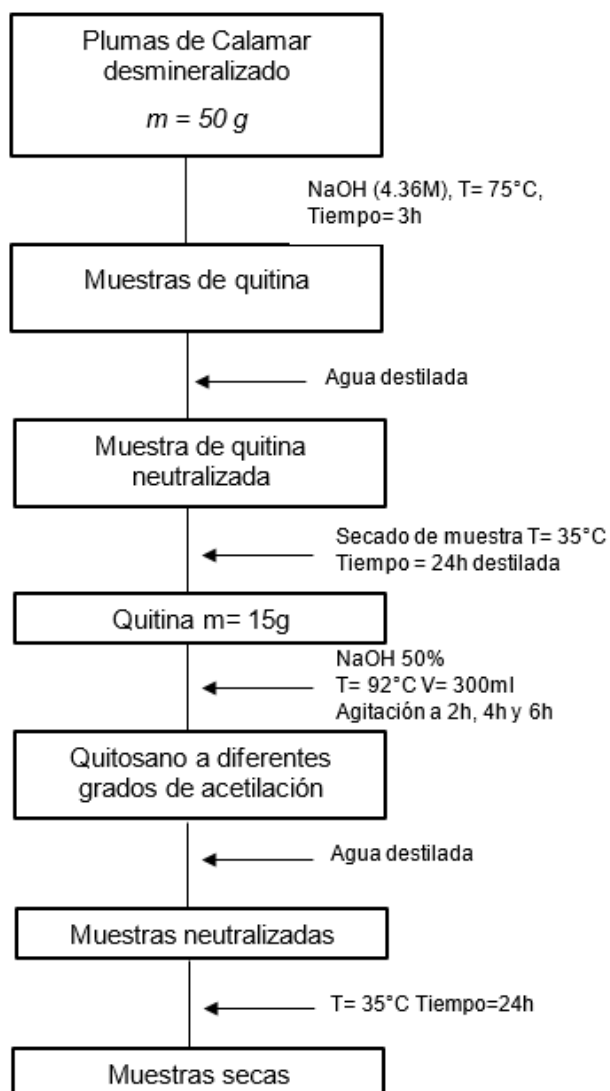 Plumas de Calamar
desmineralizado
m = 50 g
NaOH (4.36M), T= 75°C,
Tiempo= 3h
Muestras de quitina
Agua destilada
Muestra de quitina
neutralizada
Secado de muestra T= 35°C
Tiempo = 24h destilada
Quitina m= 15g
NaOH 50%
T= 92°C V= 300ml
Agitación a 2h, 4h y 6h
Quitosano a diferentes
grados de acetilación
Agua destilada
Muestras neutralizadas
T= 35°C Tiempo=24h
Muestras secas